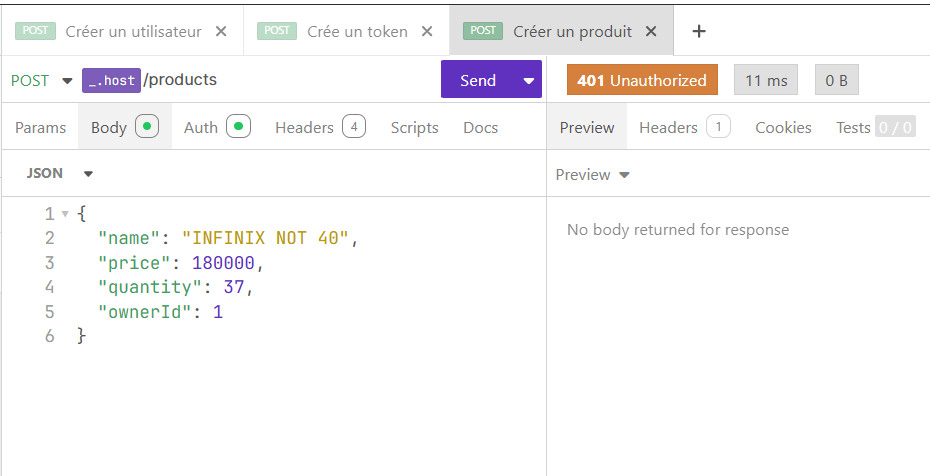 POST Créer un utilisateur × POST Crée un token × POST Créer un produit × +
POST _.host/products Send 401 Unauthorized 11 ms 0 B
Params Body Auth Headers 4 Scripts Docs Preview Headers 1 Cookies Tests 0 / 0
JSON Preview
1 {
2 "name": "INFINIX NOT 40",
3 "price": 180000,
4 "quantity": 37,
5 "ownerId": 1
6 }
No body returned for response